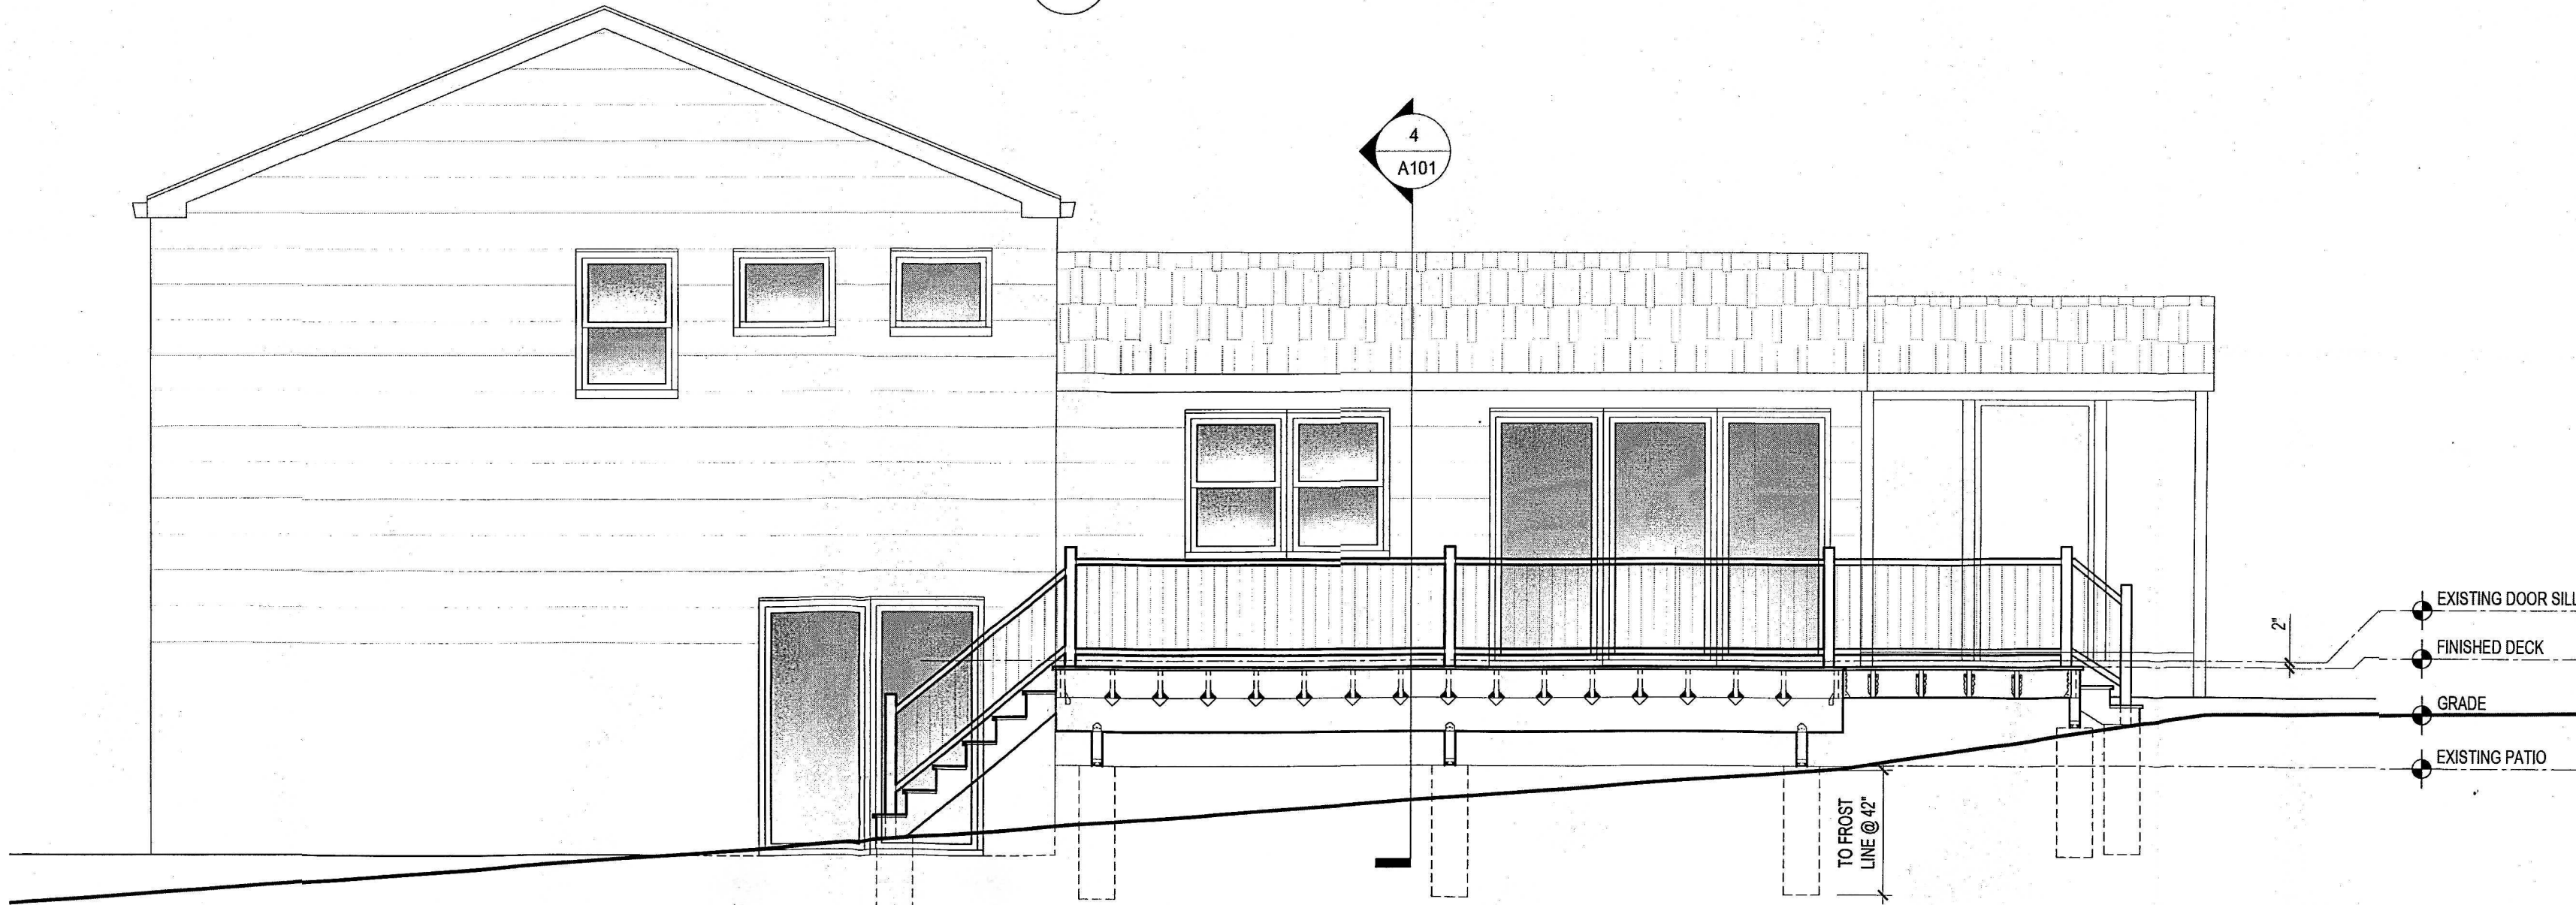 4
A101
EXISTING DOOR SILL
2"
FINISHED DECK
GRADE
EXISTING PATIO
TO FROST
LINE @ 42"